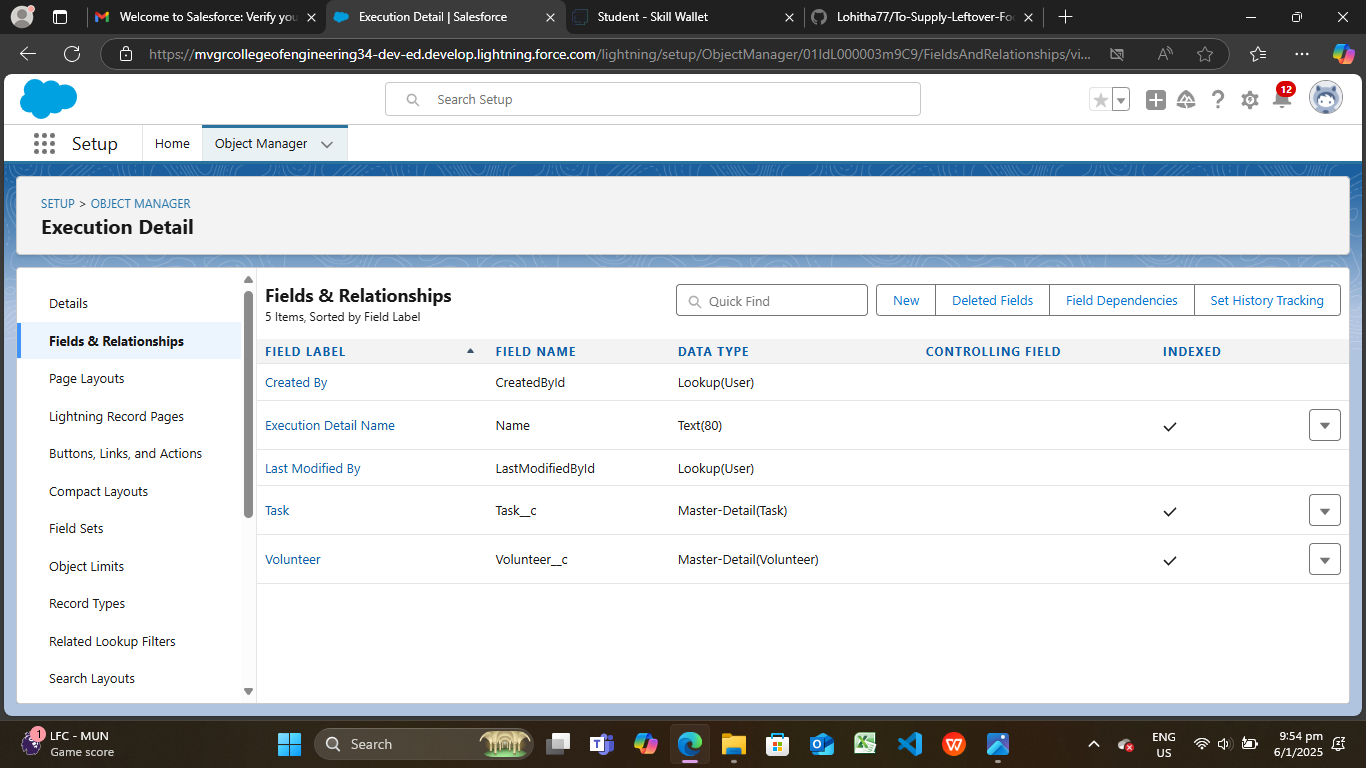 Welcome to Salesforce: Verify you
Execution Detail | Salesforce
Student - Skill Wallet
Lohitha77/To-Supply-Leftover-Foo
https://mvgrcollegeofengineering34-dev-ed.develop.lightning.force.com/lightning/setup/ObjectManager/01IdL000003m9C9/FieldsAndRelationships/vi...
Search Setup
12
Setup
Home
Object Manager
SETUP > OBJECT MANAGER
Execution Detail
Details
Fields & Relationships
Page Layouts
Lightning Record Pages
Buttons, Links, and Actions
Compact Layouts
Field Sets
Object Limits
Record Types
Related Lookup Filters
Search Layouts
Fields & Relationships
5 Items, Sorted by Field Label
Quick Find
New
Deleted Fields
Field Dependencies
Set History Tracking
FIELD LABEL FIELD NAME DATA TYPE CONTROLLING FIELD INDEXED
Created By CreatedById Lookup(User)
Execution Detail Name Name Text(80)
Last Modified By LastModifiedById Lookup(User)
Task Task__c Master-Detail(Task)
Volunteer Volunteer__c Master-Detail(Volunteer)
1
LFC - MUN
Game score
Search
ENG
US
9:54 pm
6/1/2025